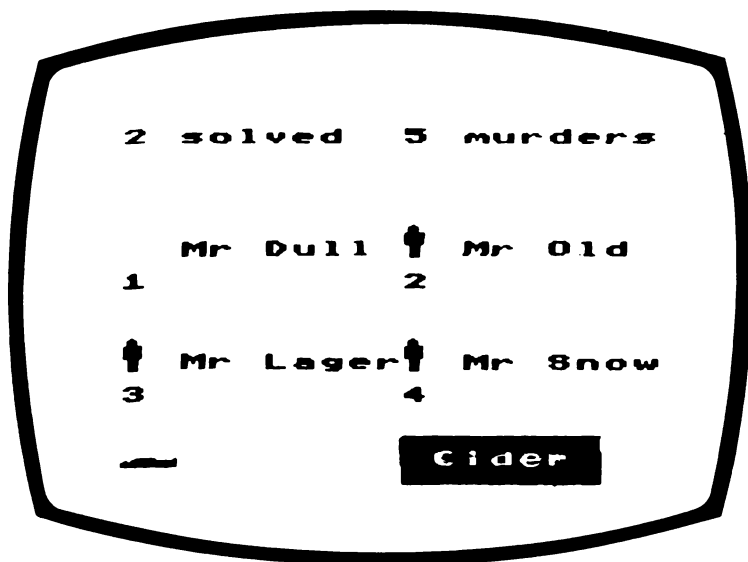 2 solved 5 murders
Mr Dull Mr Old
1 2
Mr Lager Mr Snow
3 4
Cider